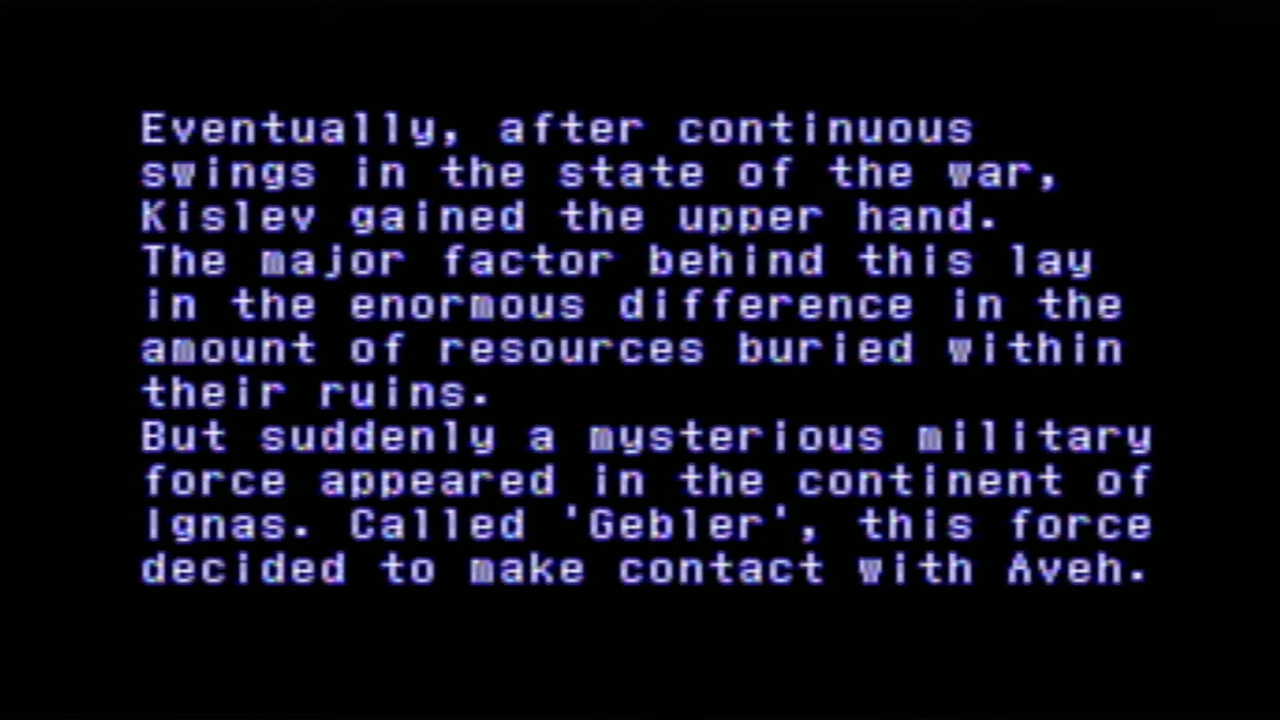 Eventually, after continuous
swings in the state of the war,
Kislev gained the upper hand.
The major factor behind this lay
in the enormous difference in the
amount of resources buried within
their ruins.
But suddenly a mysterious military
force appeared in the continent of
Ignas. Called 'Gebler', this force
decided to make contact with Aveh.